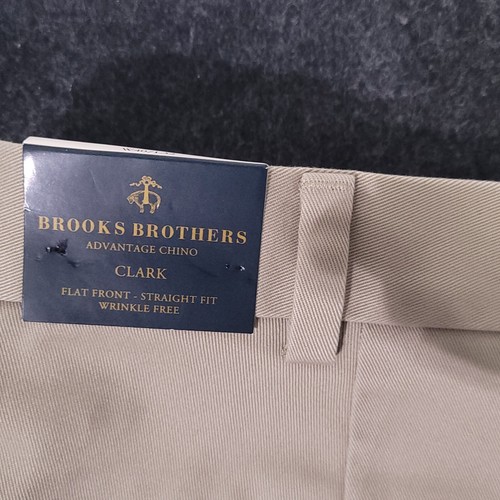 BROOKS BROTHERS
ADVANTAGE CHINO
CLARK
FLAT FRONT - STRAIGHT FIT
WRINKLE FREE